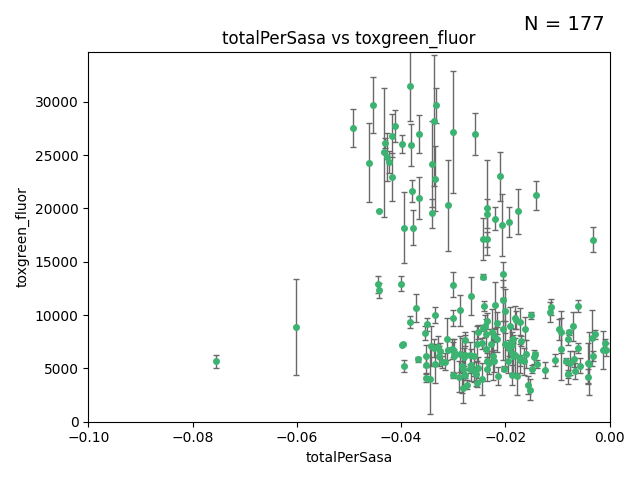 N = 177
totalPerSasa vs toxgreen_fluor
toxgreen_fluor
30000
25000
20000
15000
10000
5000
0
−0.10 −0.08 −0.06 −0.04 −0.02 0.00
totalPerSasa